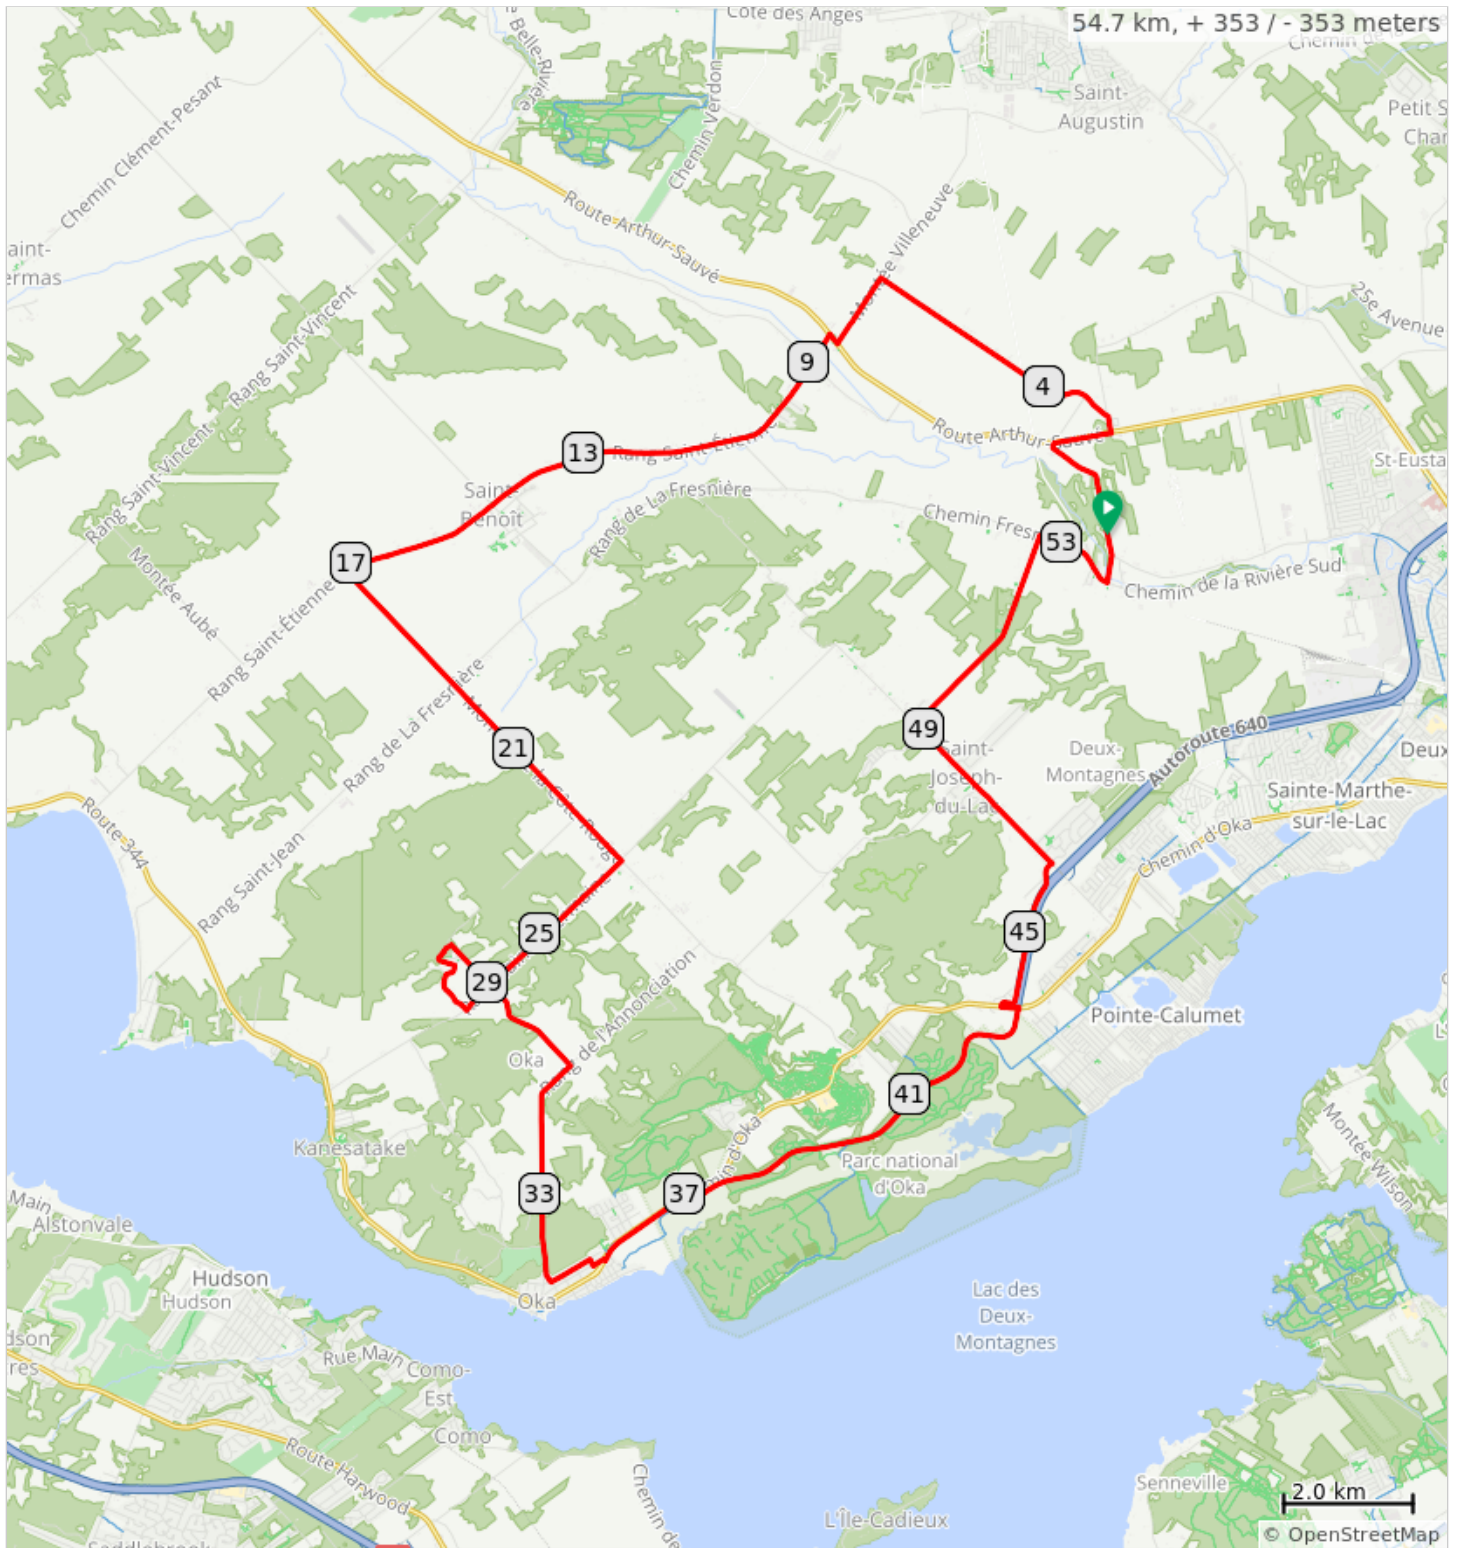 Côte des Anges
54.7 km, + 353 / - 353 meters
Belle-Rivière
Saint-
Augustin
Petit S
Char
Chemin Clément-Pesant
Chemin Verdon
Route Arthur-Sauvé
Montée Villeneuve
aint-
ermas
25e Avenue
Rang Saint-Vincent
9
4
Route Arthur-Sauvé
13
Rang Saint-Étienne
St-Eusta
Rang Saint-Vincent
Saint-
Benoît
Rang de La Fresnière
Chemin Fresn
53
17
Montée Aubé
Chemin de la Rivière Sud
Rang Saint-Étienne
Rang de La Fresnière
21
49
Saint-
Joseph-
du-Lac
Deux-
Montagnes
Autoroute 640
Deux
Sainte-Marthe-
sur-le-Lac
Route 344
Rang Saint-Jean
Chemin d'Oka
25
45
29
Rang de l'Annonciation
Pointe-Calumet
Oka
41
Kanesatake
Parc national
d'Oka
Montée Wilson
33
37
Main
Alstonvale
Hudson
Hudson
Oka
Lac des
Deux-
Montagnes
dson
res
Rue Main
Como-
Est
Como
Route Harwood
Chemin de
Senneville
2.0 km
L'Île-Cadieux
© OpenStreetMap